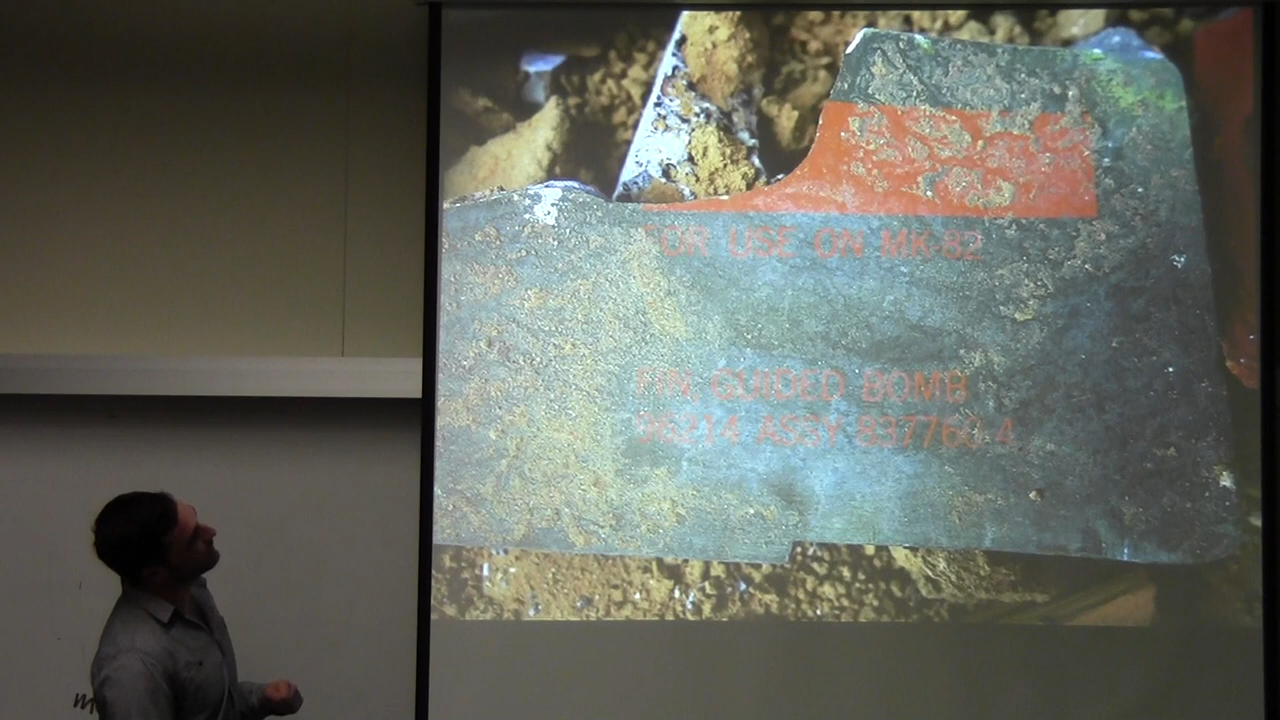 FOR USE ON MK-82
FIN, GUIDED BOMB
96214 ASSY 837760-4